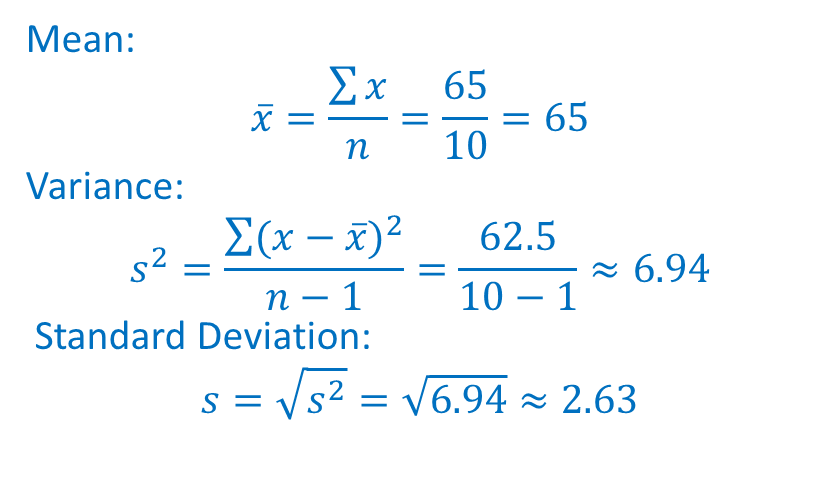 Mean:
x̄ = ∑ x / n = 65 / 10 = 65
Variance:
s² = ∑(x − x̄)² / n − 1 = 62.5 / 10 − 1 ≈ 6.94
Standard Deviation:
s = √s² = √6.94 ≈ 2.63